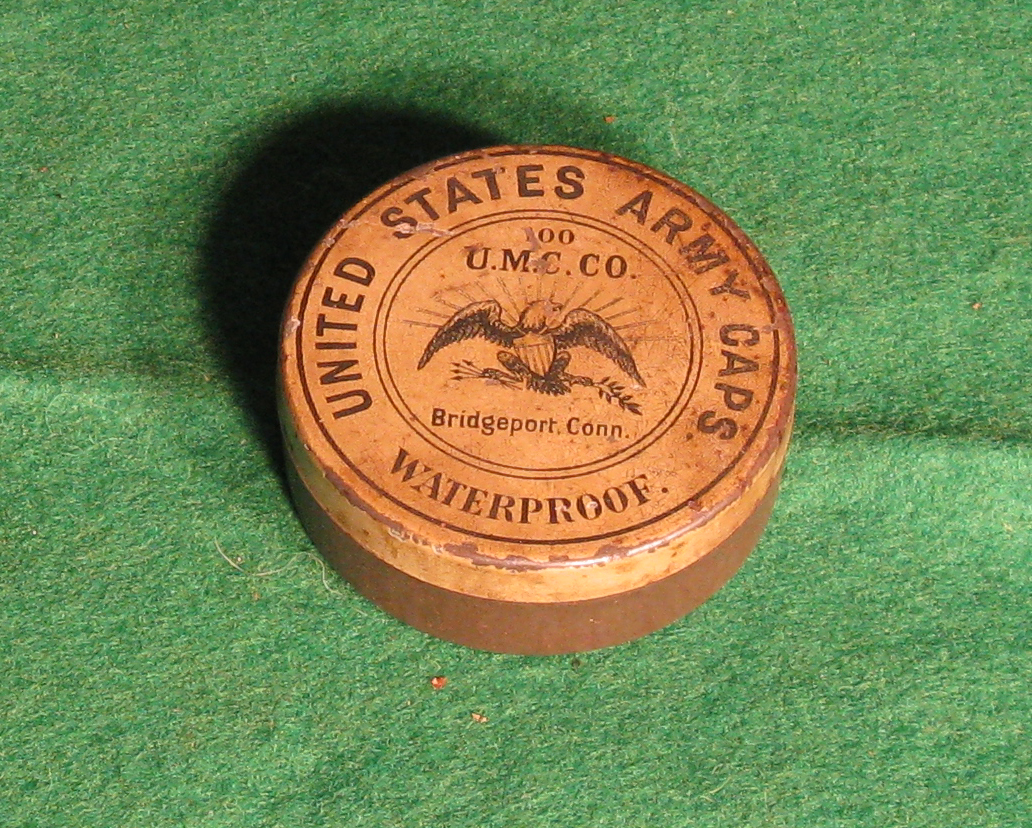 UNITED STATES ARMY CAPS
100
U.M.C. CO.
Bridgeport, Conn.
WATERPROOF.